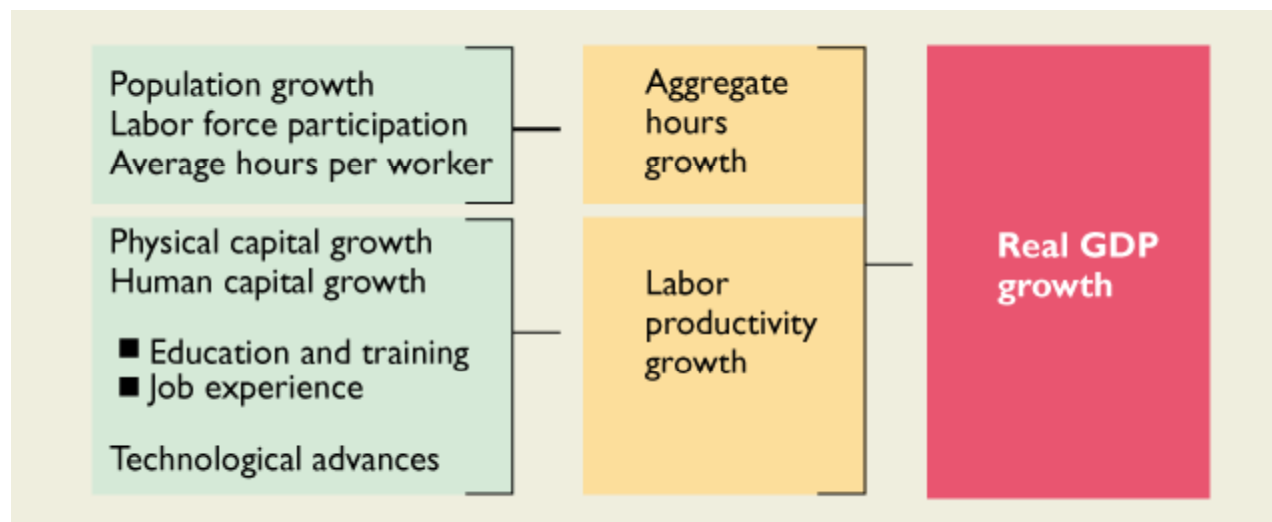 Population growth
Labor force participation
Average hours per worker
Physical capital growth
Human capital growth
■ Education and training
■ Job experience
Technological advances
Aggregate
hours
growth
Labor
productivity
growth
Real GDP
growth